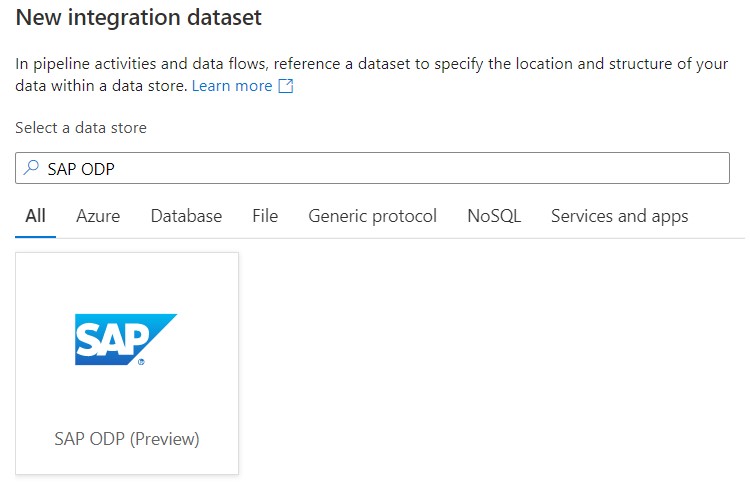 New integration dataset
In pipeline activities and data flows, reference a dataset to specify the location and structure of your
data within a data store. Learn more
Select a data store
SAP ODP
All Azure Database File Generic protocol NoSQL Services and apps
SAP
SAP ODP (Preview)